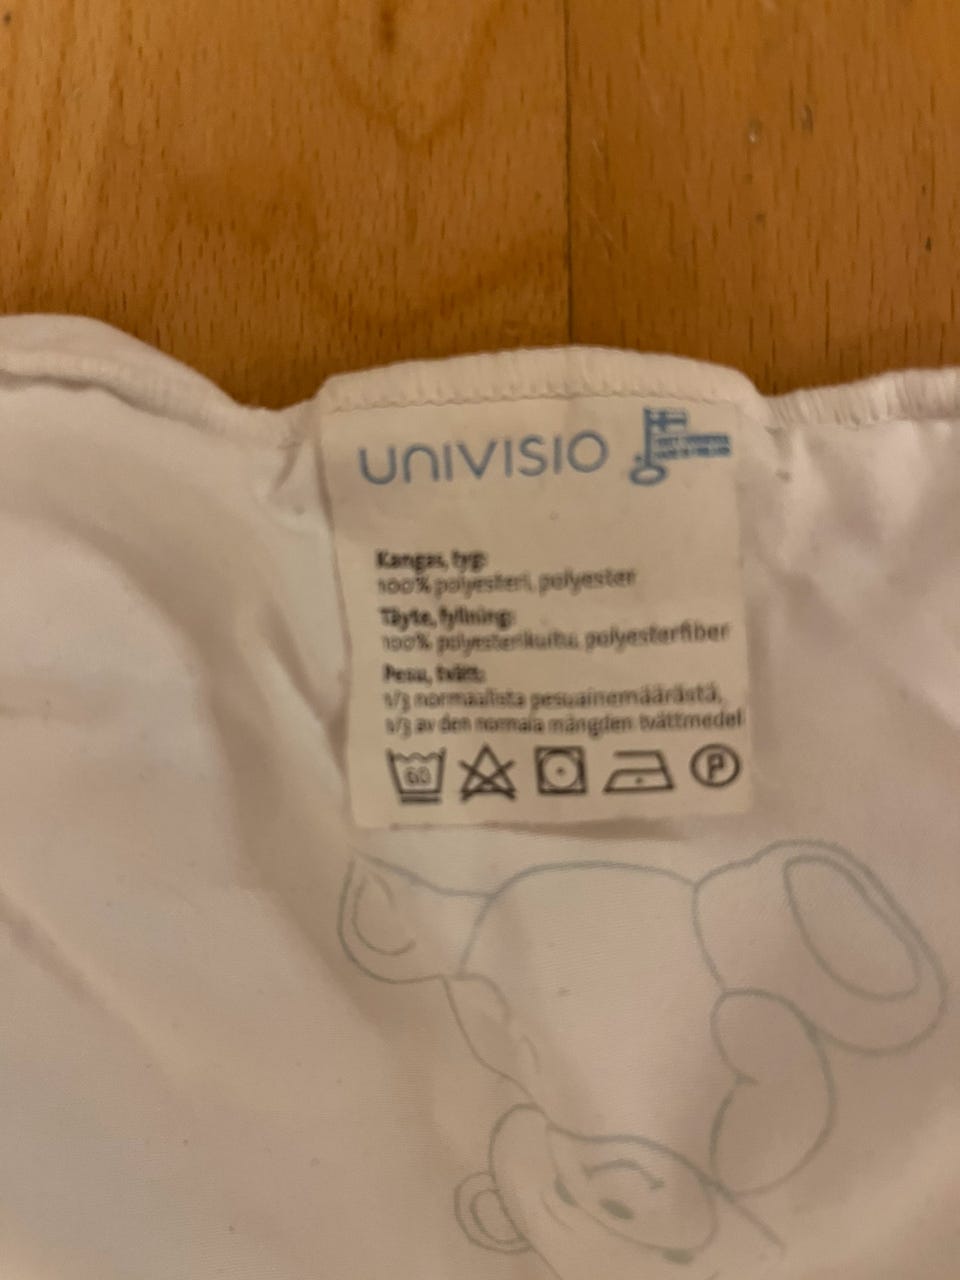 UNIVISIO
Kangas, tyg:
100% polyesteri, polyester
Täyte, fyllning:
100% polyesterikuitu, polyesterfiber
Pesu, tvätt:
1/3 normaalista pesuainemäärästä,
1/3 av den normala mängden tvättmedel
60
P